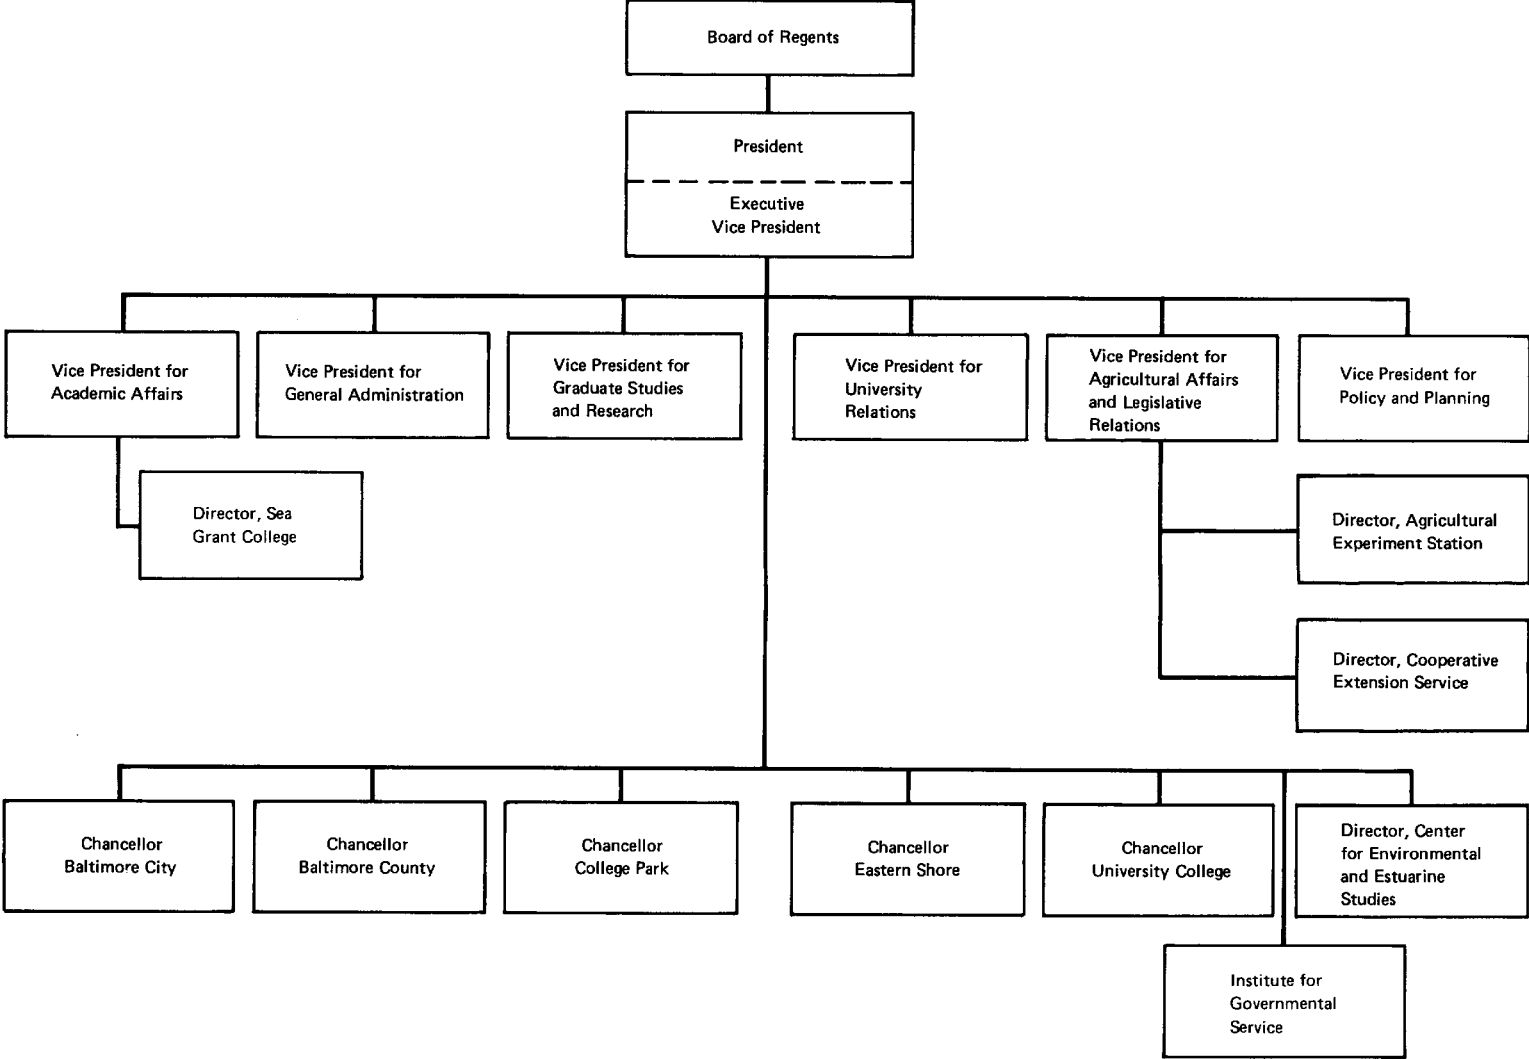 Board of Regents
President
Executive
Vice President
Vice President for
Academic Affairs
Vice President for
General Administration
Vice President for
Graduate Studies
and Research
Vice President for
University
Relations
Vice President for
Agricultural Affairs
and Legislative
Relations
Vice President for
Policy and Planning
Director, Sea
Grant College
Director, Agricultural
Experiment Station
Director, Cooperative
Extension Service
Chancellor
Baltimore City
Chancellor
Baltimore County
Chancellor
College Park
Chancellor
Eastern Shore
Chancellor
University College
Director, Center
for Environmental
and Estuarine
Studies
Institute for
Governmental
Service